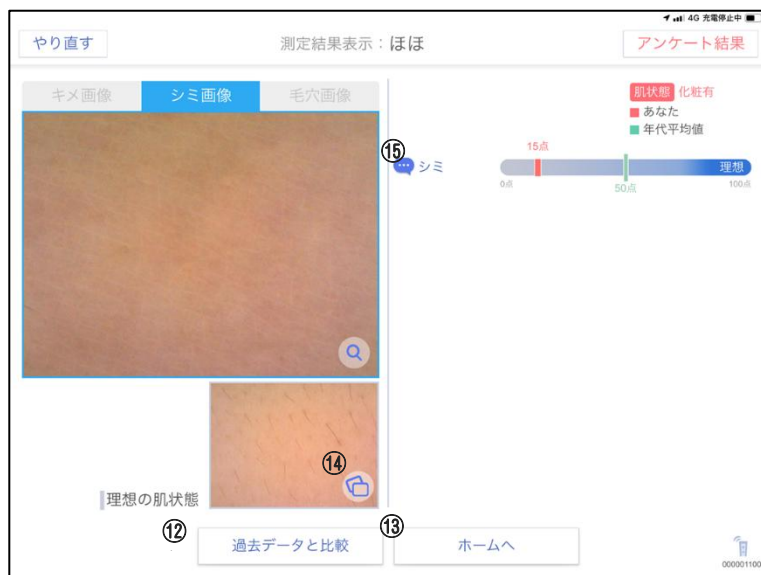 4G 充電停止中
やり直す
測定結果表示：ほほ
アンケート結果
キメ画像
シミ画像
毛穴画像
肌状態 化粧有
あなた
年代平均値
⑮
シミ
15点
理想
0点
50点
100点
⑭
理想の肌状態
⑫
過去データと比較
⑬
ホームへ
000001100